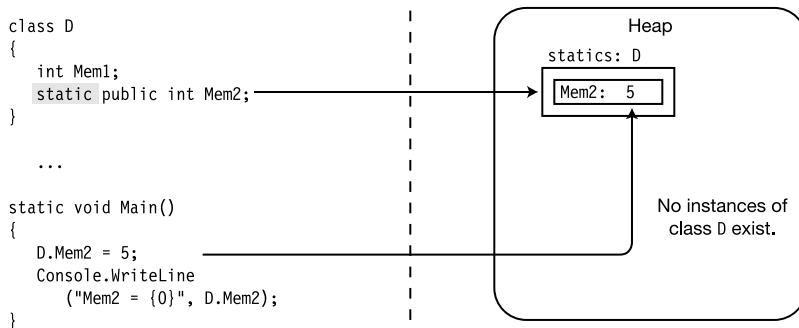 class D
{
int Mem1;
static public int Mem2;
}
...
static void Main()
{
D.Mem2 = 5;
Console.WriteLine
("Mem2 = {0}", D.Mem2);
}
Heap
statics: D
Mem2: 5
No instances of
class D exist.